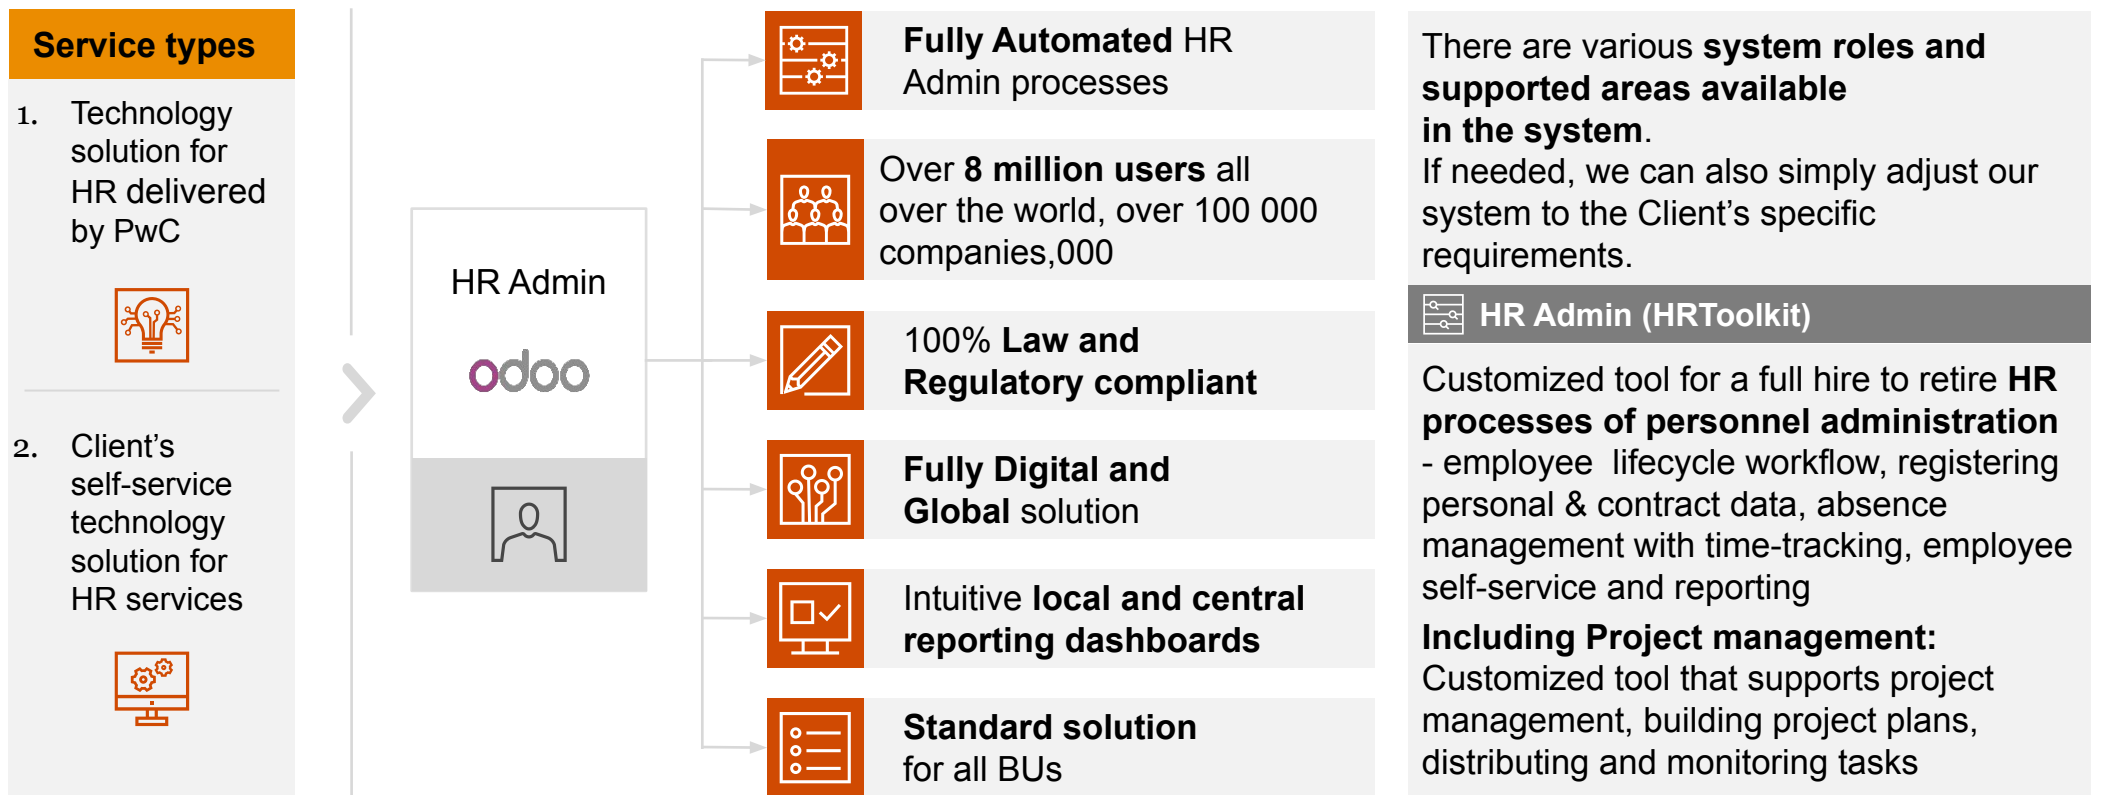 Service types
1. Technology
solution for
HR delivered
by PwC
2. Client's
self-service
technology
solution for
HR services
HR Admin
odoo
Fully Automated HR
Admin processes
Over 8 million users all
over the world, over 100 000
companies,000
100% Law and
Regulatory compliant
Fully Digital and
Global solution
Intuitive local and central
reporting dashboards
Standard solution
for all BUs
There are various system roles and
supported areas available
in the system.
If needed, we can also simply adjust our
system to the Client's specific
requirements.
HR Admin (HRToolkit)
Customized tool for a full hire to retire HR
processes of personnel administration
- employee  lifecycle workflow, registering
personal & contract data, absence
management with time-tracking, employee
self-service and reporting
Including Project management:
Customized tool that supports project
management, building project plans,
distributing and monitoring tasks